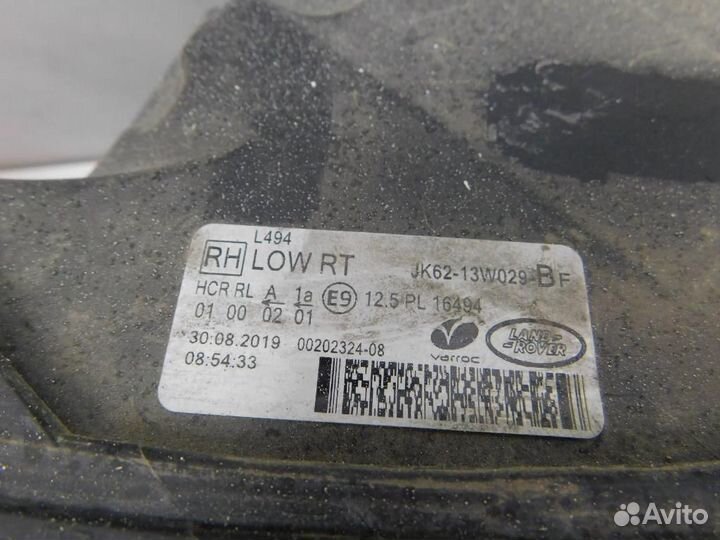 L494
RH LOW RT JK62-13W029-BF
HCR RL A 1a E9 12.5 PL 16494
01 00 02 01
30.08.2019 00202324-08
08:54:33
varroc
LAND-
-ROVER
Avito